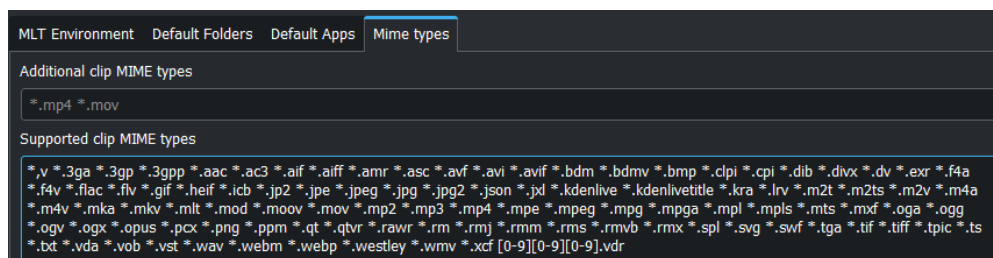 MLT Environment Default Folders Default Apps Mime types
Additional clip MIME types
*.mp4 *.mov
Supported clip MIME types
*,v *.3ga *.3gp *.3gpp *.aac *.ac3 *.aif *.aiff *.amr *.asc *.avf *.avi *.avif *.bdm *.bdmv *.bmp *.clpi *.cpi *.dib *.divx *.dv *.exr *.f4a
*.f4v *.flac *.flv *.gif *.heif *.icb *.jp2 *.jpe *.jpeg *.jpg *.jpg2 *.json *.jxl *.kdenlive *.kdenlivetitle *.kra *.lrv *.m2t *.m2ts *.m2v *.m4a
*.m4v *.mka *.mkv *.mlt *.mod *.moov *.mov *.mp2 *.mp3 *.mp4 *.mpe *.mpeg *.mpg *.mpga *.mpl *.mpls *.mts *.mxf *.oga *.ogg
*.ogv *.ogx *.opus *.pcx *.png *.ppm *.qt *.qtvr *.rawr *.rm *.rmj *.rmm *.rms *.rmvb *.rmx *.spl *.svg *.swf *.tga *.tif *.tiff *.tpic *.ts
*.txt *.vda *.vob *.vst *.wav *.webm *.webp *.westley *.wmv *.xcf [0-9][0-9][0-9].vdr